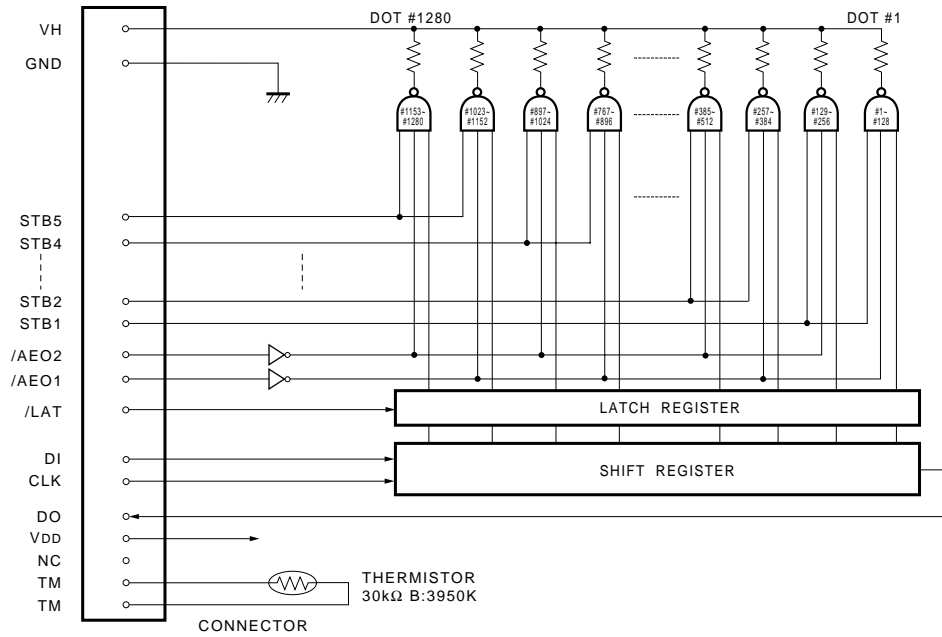 DOT #1280
DOT #1
VH
GND
#1153~
#1280
#1023~
#1152
#897~
#1024
#767~
#896
#385~
#512
#257~
#384
#129~
#256
#1~
#128
STB5
STB4
STB2
STB1
/AEO2
/AEO1
/LAT
LATCH REGISTER
DI
CLK
SHIFT REGISTER
DO
VDD
NC
TM
TM
THERMISTOR
30kΩ B:3950K
CONNECTOR